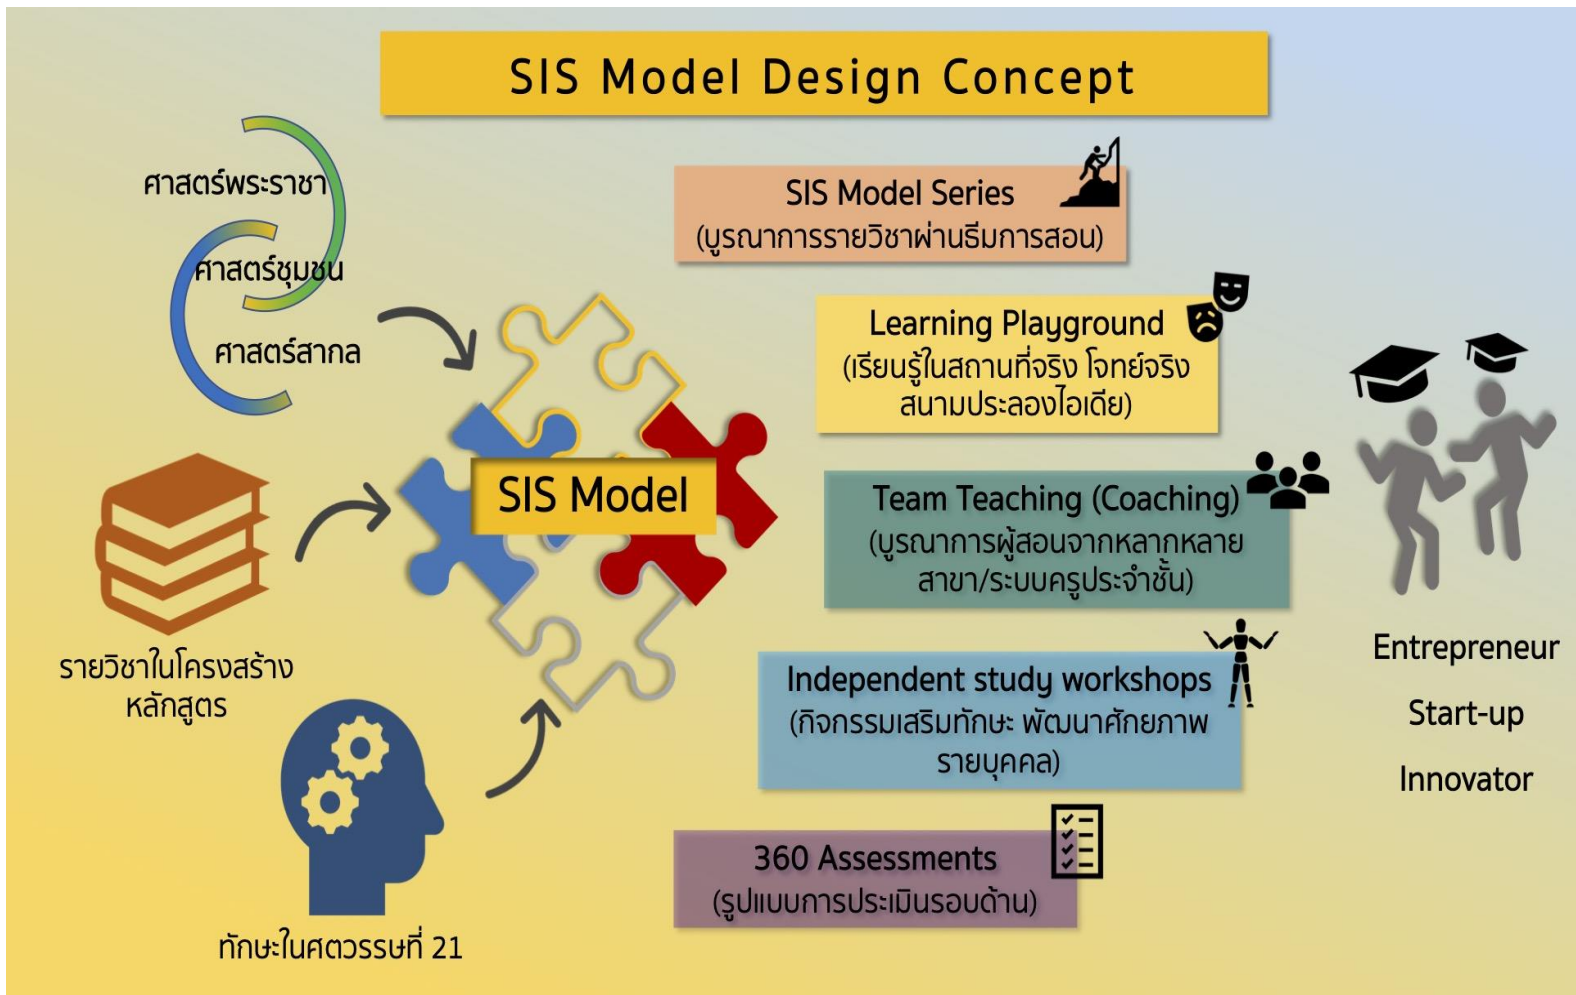 SIS Model Design Concept
ศาสตร์พระราชา
ศาสตร์ชุมชน
ศาสตร์สากล
รายวิชาในโครงสร้าง
หลักสูตร
ทักษะในศตวรรษที่ 21
SIS Model
SIS Model Series
(บูรณาการรายวิชาผ่านธีมการสอน)
Learning Playground
(เรียนรู้ในสถานที่จริง โจทย์จริง
สนามประลองไอเดีย)
Team Teaching (Coaching)
(บูรณาการผู้สอนจากหลากหลาย
สาขา/ระบบครูประจำชั้น)
Independent study workshops
(กิจกรรมเสริมทักษะ พัฒนาศักยภาพ
รายบุคคล)
360 Assessments
(รูปแบบการประเมินรอบด้าน)
Entrepreneur
Start-up
Innovator